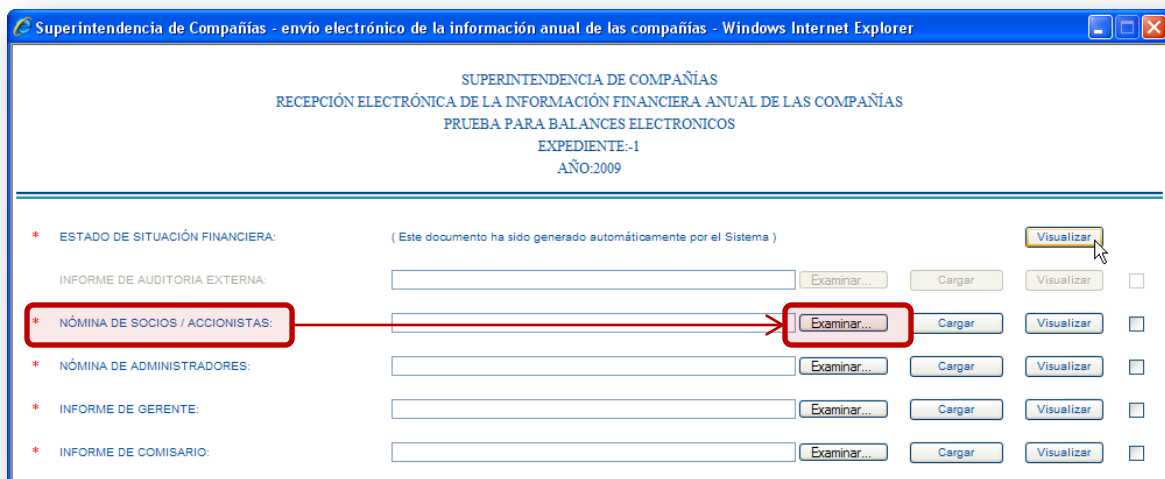 Superintendencia de Compañías - envío electrónico de la información anual de las compañías - Windows Internet Explorer
SUPERINTENDENCIA DE COMPAÑÍAS
RECEPCIÓN ELECTRÓNICA DE LA INFORMACIÓN FINANCIERA ANUAL DE LAS COMPAÑÍAS
PRUEBA PARA BALANCES ELECTRONICOS
EXPEDIENTE:-1
AÑO:2009
* ESTADO DE SITUACIÓN FINANCIERA: ( Este documento ha sido generado automáticamente por el Sistema ) Visualizar
INFORME DE AUDITORIA EXTERNA: Examinar... Cargar Visualizar
* NÓMINA DE SOCIOS / ACCIONISTAS: Examinar... Cargar Visualizar
* NÓMINA DE ADMINISTRADORES: Examinar... Cargar Visualizar
* INFORME DE GERENTE: Examinar... Cargar Visualizar
* INFORME DE COMISARIO: Examinar... Cargar Visualizar